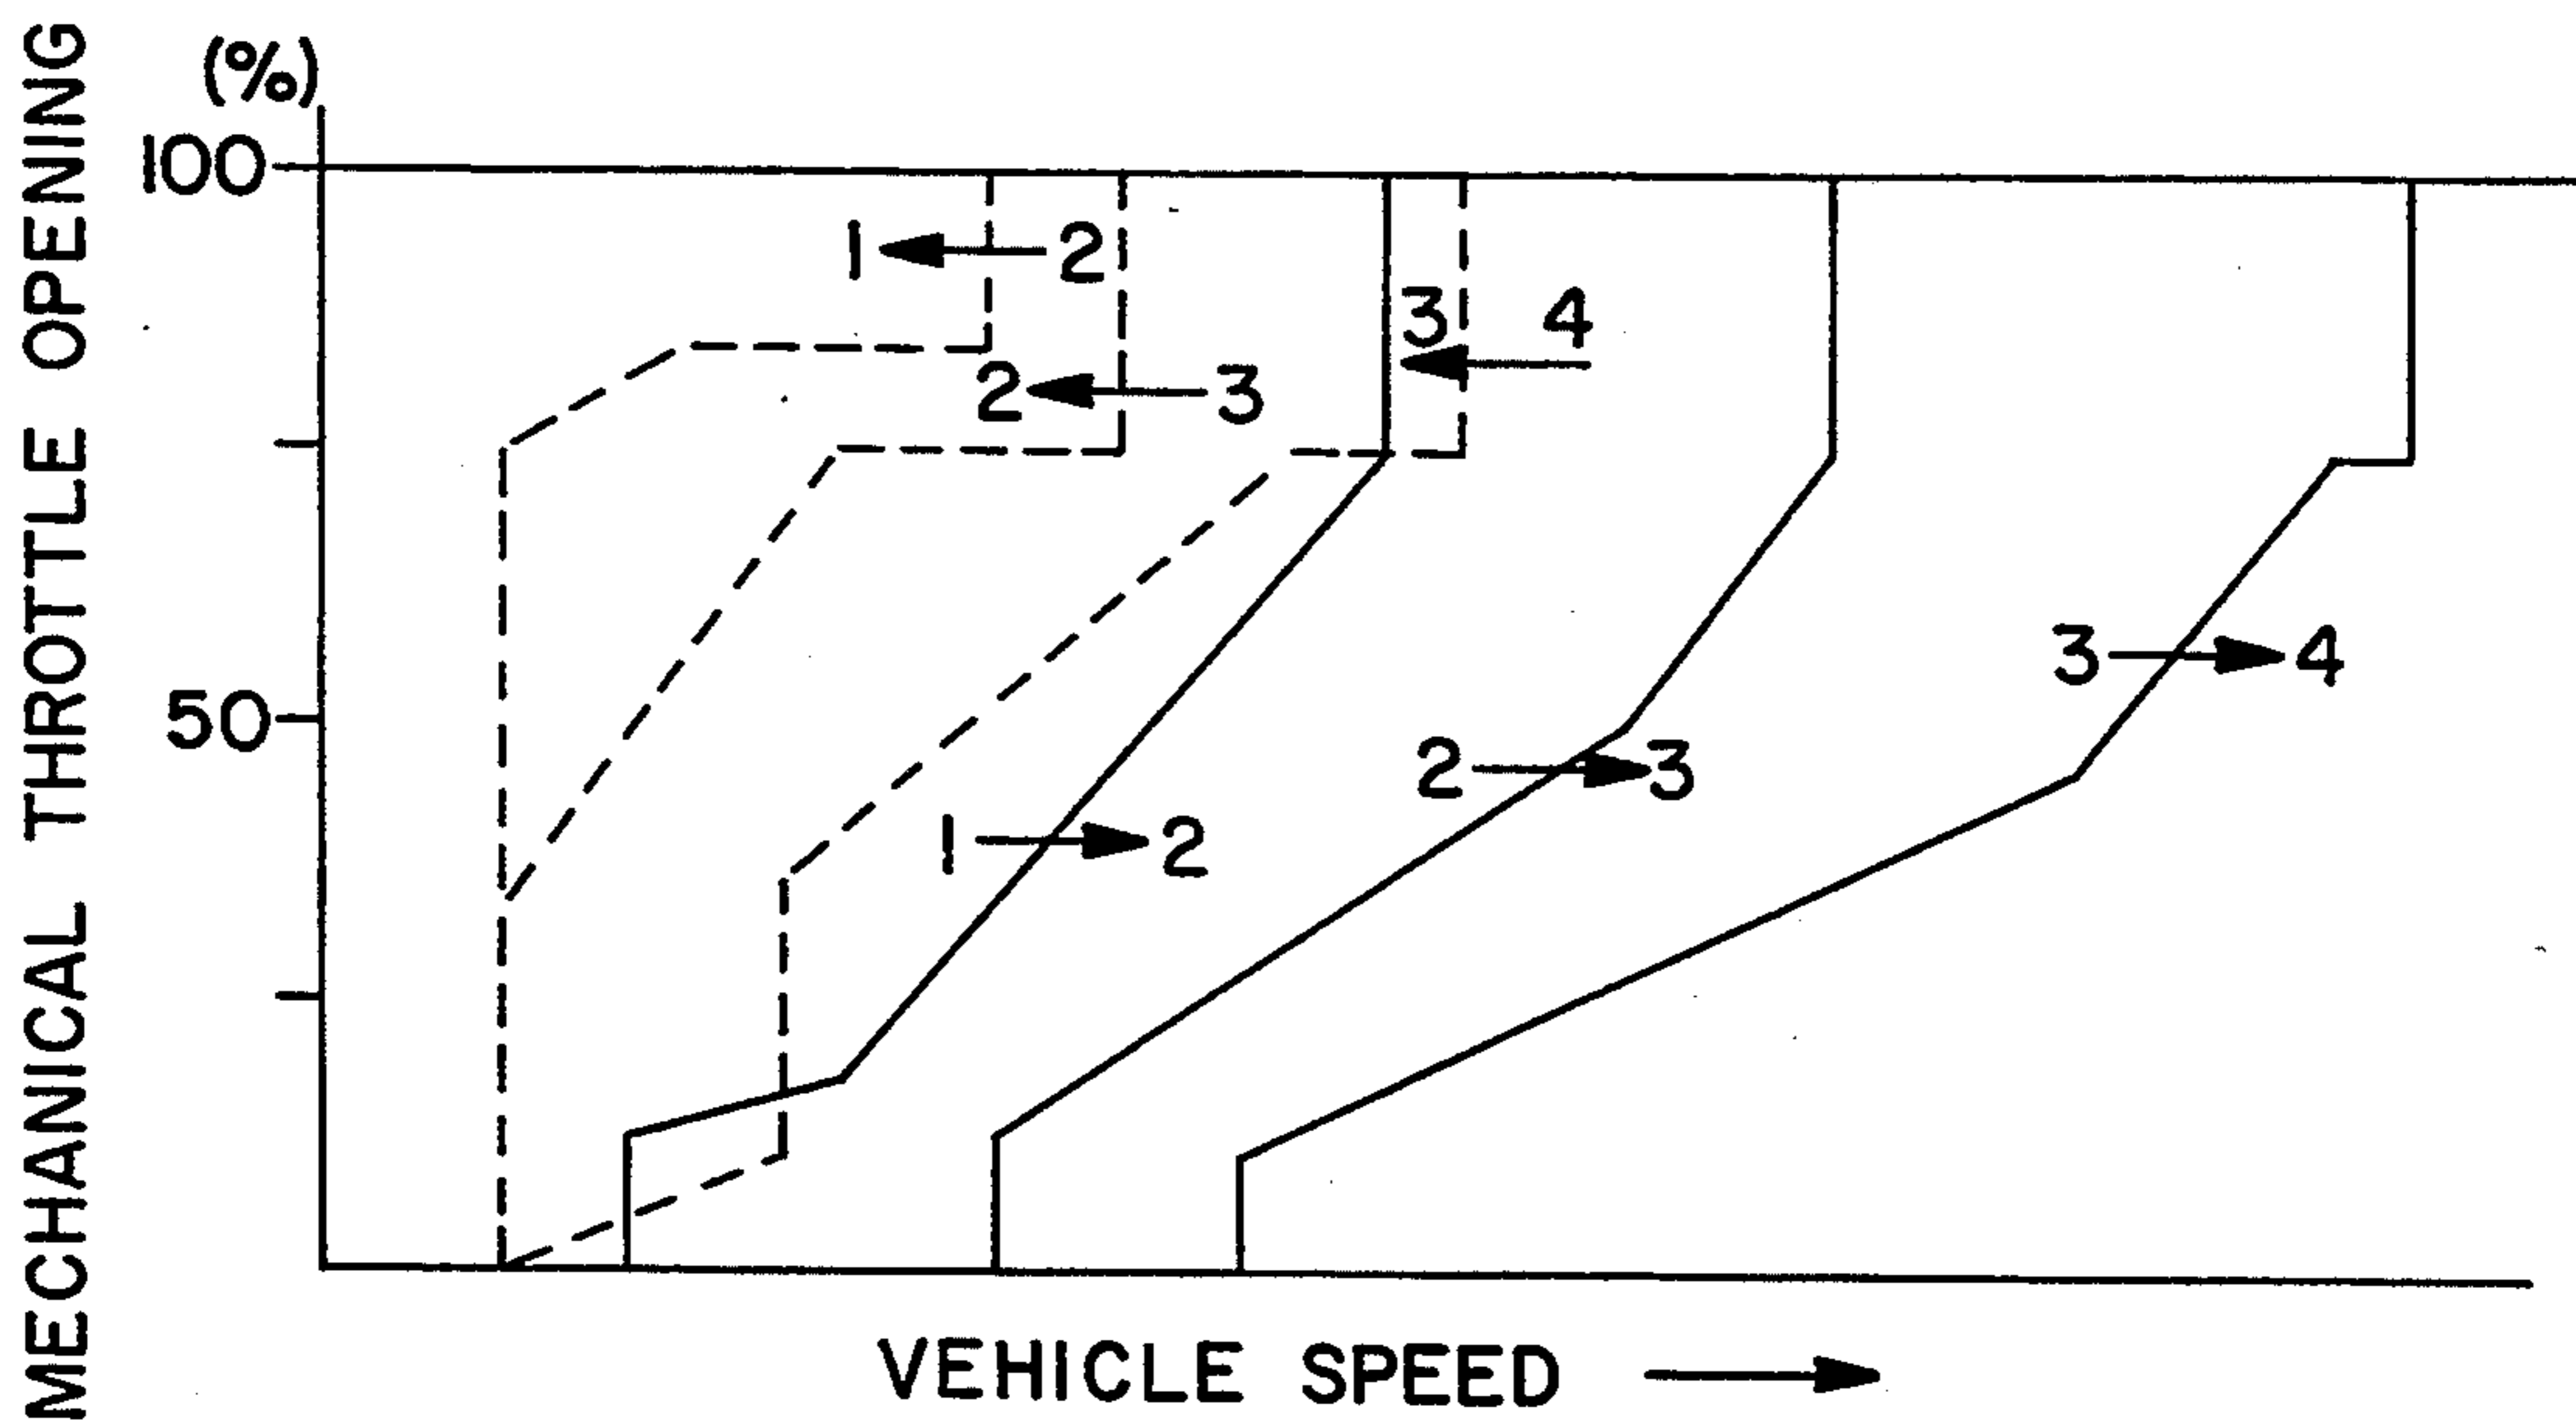 MECHANICAL THROTTLE OPENING
(%)
100
50
1 ← 2
2 ← 3
3 ← 4
3 → 4
2 → 3
1 → 2
VEHICLE SPEED →